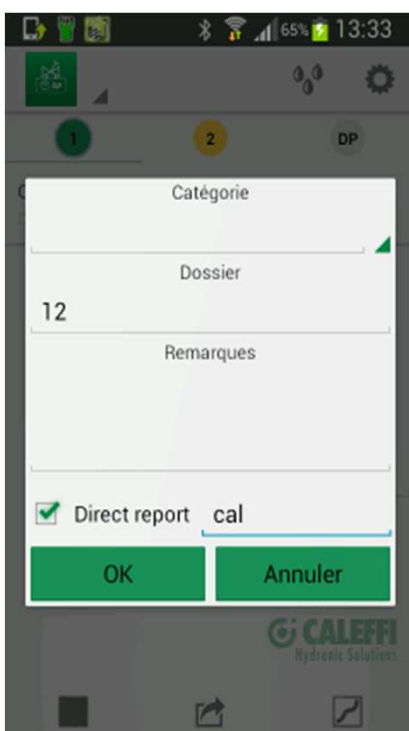 65% 13:33
1 2 DP
Catégorie
Dossier
12
Remarques
Direct report cal
OK Annuler
CALEFFI
Hydronic Solutions